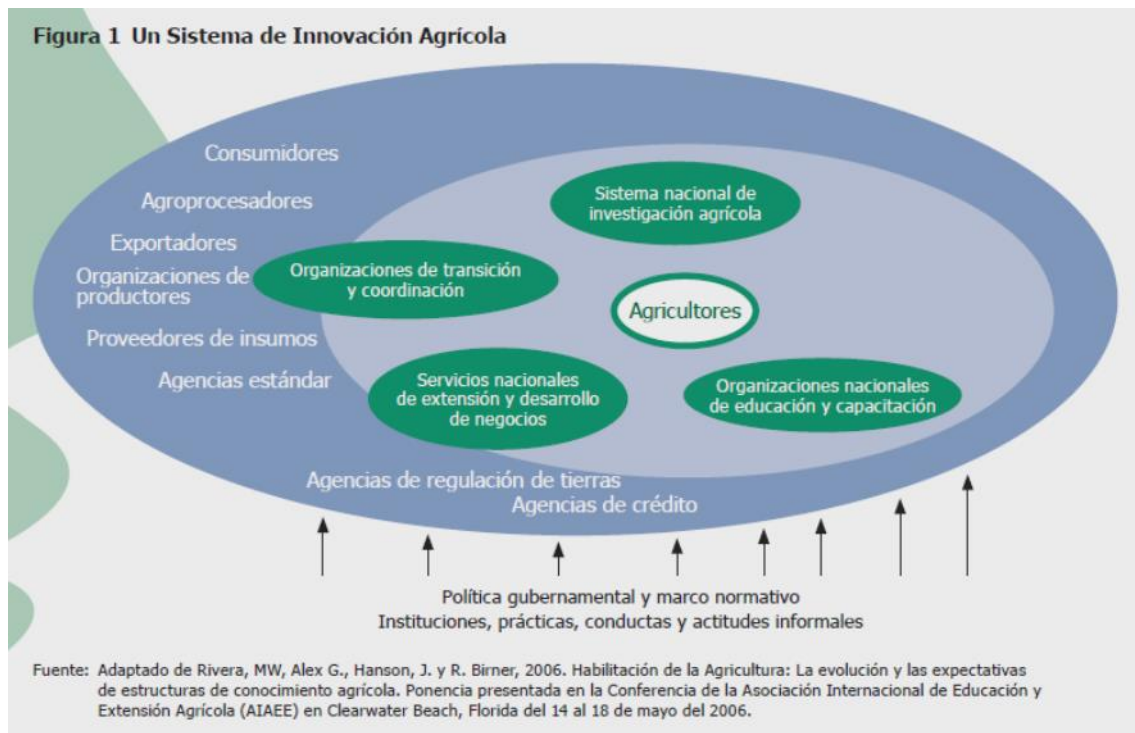 Figura 1 Un Sistema de Innovación Agrícola
Consumidores
Agroprocesadores
Exportadores
Organizaciones de
productores
Proveedores de insumos
Agencias estándar
Agencias de regulación de tierras
Agencias de crédito
Sistema nacional de
investigación agrícola
Organizaciones de transición
y coordinación
Agricultores
Servicios nacionales
de extensión y desarrollo
de negocios
Organizaciones nacionales
de educación y capacitación
Política gubernamental y marco normativo
Instituciones, prácticas, conductas y actitudes informales
Fuente: Adaptado de Rivera, MW, Alex G., Hanson, J. y R. Birner, 2006. Habilitación de la Agricultura: La evolución y las expectativas
de estructuras de conocimiento agrícola. Ponencia presentada en la Conferencia de la Asociación Internacional de Educación y
Extensión Agrícola (AIAEE) en Clearwater Beach, Florida del 14 al 18 de mayo del 2006.